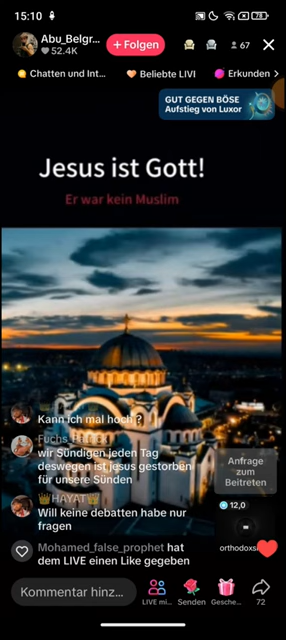 15:10
78
Abu_Belgr...
52.4K
+ Folgen
67
Chatten und Int...
Beliebte LIVI
Erkunden
GUT GEGEN BÖSE
Aufstieg von Luxor
Jesus ist Gott!
Er war kein Muslim
Kann ich mal hoch ?
Fuchs_Patrick
wir Sündigen jeden Tag
deswegen ist jesus gestorben
für unsere Sünden
HAYAT
Will keine debatten habe nur
fragen
Mohamed_false_prophet hat
dem LIVE einen Like gegeben
Anfrage
zum
Beitreten
12,0
orthodoxs
Kommentar hinz...
LIVE mi...
Senden
Gesche...
72